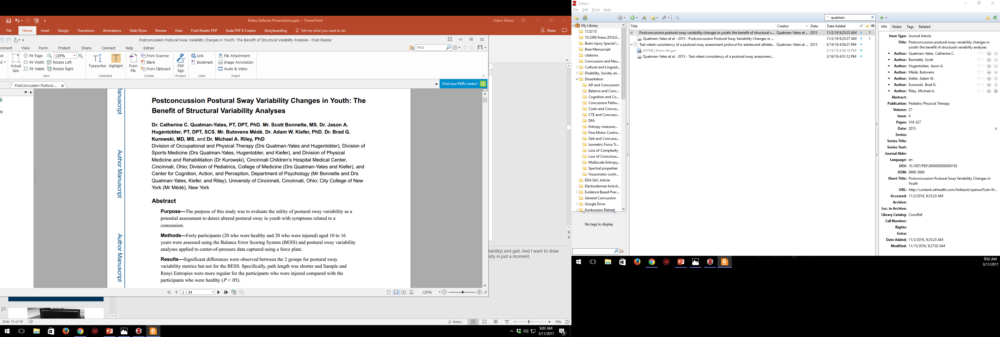 Raikes Defense Presentation.pptx - PowerPoint
Adam Raikes
File Home Insert Design Transitions Animations Slide Show Review View Foxit Reader PDF Soda PDF 8 Creator Storyboarding Tell me what you want to do
Share
Postconcussion Postural Sway Variability Changes in Youth: The Benefit of Structural Variability Analyses - Foxit Reader
mment View Form Protect Share Connect Help Extras
Find
Actual Size
Fit Page
Fit Width
Fit Visible
125%
Rotate Left
Rotate Right
View
Typewriter Highlight
Comment
From File
From Scanner
Blank
From Clipboard
Create
PDF Sign
Protect
Link
Bookmark
Links
File Attachment
Image Annotation
Audio & Video
Insert
Postconcussion Postura...
Find your PDFs, faster!
anuscript
Author Manuscript
Author Manuscript
Postconcussion Postural Sway Variability Changes in Youth: The
Benefit of Structural Variability Analyses
Dr. Catherine C. Quatman-Yates, PT, DPT, PhD, Mr. Scott Bonnette, MS, Dr. Jason A.
Hugentobler, PT, DPT, SCS, Mr. Butovens Médé, Dr. Adam W. Kiefer, PhD, Dr. Brad G.
Kurowski, MD, MS, and Dr. Michael A. Riley, PhD
Division of Occupational and Physical Therapy (Drs Quatman-Yates and Hugentobler), Division of
Sports Medicine (Drs Quatman-Yates, Hugentobler, and Kiefer), and Division of Physical
Medicine and Rehabilitation (Dr Kurowski), Cincinnati Children's Hospital Medical Center,
Cincinnati, Ohio; Division of Pediatrics, College of Medicine (Drs Quatman-Yates and Kiefer), and
Center for Cognition, Action, and Perception, Department of Psychology (Mr Bonnette and Drs
Quatman-Yates, Kiefer, and Riley), University of Cincinnati, Cincinnati, Ohio; City College of New
York (Mr Médé), New York
Abstract
Purpose—The purpose of this study was to evaluate the utility of postural sway variability as a
potential assessment to detect altered postural sway in youth with symptoms related to a
concussion.
Methods—Forty participants (20 who were healthy and 20 who were injured) aged 10 to 16
years were assessed using the Balance Error Scoring System (BESS) and postural sway variability
analyses applied to center-of-pressure data captured using a force plate.
Results—Significant differences were observed between the 2 groups for postural sway
variability metrics but not for the BESS. Specifically, path length was shorter and Sample and
Renyi Entropies were more regular for the participants who were injured compared with the
participants who were healthy (P < .05).
1 / 24
125%
tability) and gait. And I want to draw
xity in just a moment.
21
Slide 19 of 49
Notes
78%
9:02 AM
3/11/2017
3
Zotero
File Edit Tools Help
quatman
My Library
7/25/15
10.3389-fneur.2016.0...
Brain Injury Special I...
Bree Manuscript
citations
Concussion and Neu...
Cultural and Linguist...
Disability, Society an...
Dissertation
AD and Concussion
Balance and Conc...
Cognition and Co...
Concussion Patho...
Costs and Concus...
CTE and Concussi...
DFA
Entropy measure...
Fine Motor Contro...
Gait and Concussi...
Isometric Force Tr...
Loss of Complexity
Loss of Conscious...
Multiscale Entropy...
Spectral properties
Visuomotor contr...
EDA SAC Article
Electrodermal Activit...
Evidence Based Prac...
General Concussion
Google Drive
Konkussion Retreat
No tags to display
Title Creator Date Date Added
Postconcussion postural sway variability changes in youth: the benefit of structural v... Quatman-Yates et ... 2015 11/2/16 9:25:23 AM 1
Quatman-Yates et al - 2015 - Postconcussion Postural Sway Variability Changes in ... 11/2/16 9:25:37 AM 1
Test-retest consistency of a postural sway assessment protocol for adolescent athlete... Quatman-Yates et ... 2013 3/14/16 4:56:31 PM
[HTML] from nih.gov 3/14/16 4:58:18 PM
Quatman-Yates et al - 2013 - Test-retest consistency of a postural sway assessmen... 3/16/16 4:51:12 PM
Info Notes Tags Related
Item Type: Journal Article
Title: Postconcussion postural sway variability changes in
youth: the benefit of structural variability analyses
Author: Quatman-Yates, Catherine C.
Author: Bonnette, Scott
Author: Hugentobler, Jason A.
Author: Médé, Butovens
Author: Kiefer, Adam W.
Author: Kurowski, Brad G.
Author: Riley, Michael A.
Abstract:
Publication: Pediatric Physical Therapy
Volume: 27
Issue: 4
Pages: 316-327
Date: 2015 y
Series:
Series Title:
Series Text:
Journal Abbr:
Language: en
DOI: 10.1097/PEP.0000000000000193
ISSN: 0898-5669
Short Title: Postconcussion Postural Sway Variability Changes in
Youth
URL: http://content.wkhealth.com/linkback/openurl?sid=W...
Accessed: 11/2/2016, 9:25:23 AM
Archive:
Loc. in Archive:
Library Catalog: CrossRef
Call Number:
Rights:
Extra:
Date Added: 11/2/2016, 9:25:23 AM
Modified: 11/15/2016, 9:27:02 AM
9:02 AM
3/11/2017